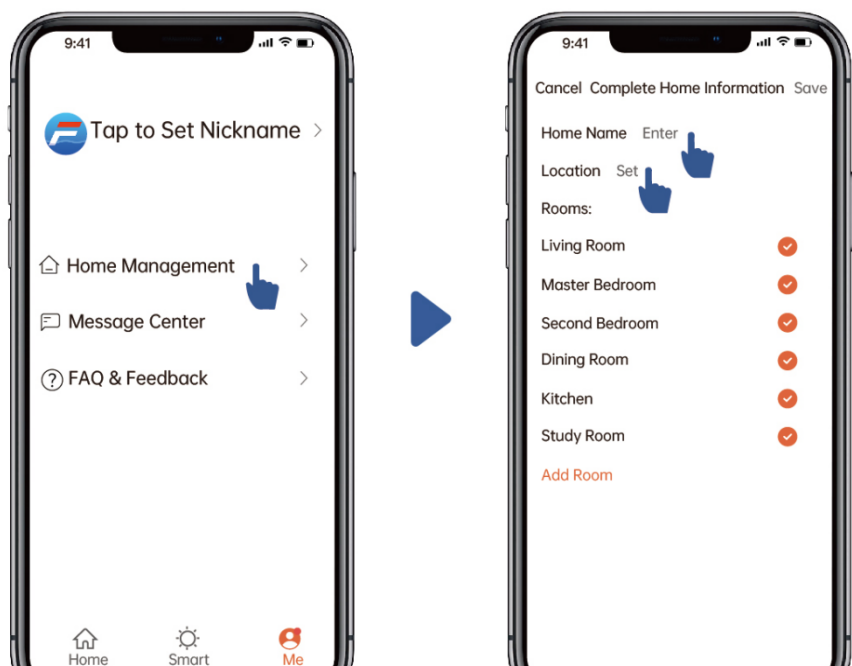 9:41
Tap to Set Nickname
Home Management
Message Center
FAQ & Feedback
Home Smart Me
9:41
Cancel Complete Home Information Save
Home Name Enter
Location Set
Rooms:
Living Room
Master Bedroom
Second Bedroom
Dining Room
Kitchen
Study Room
Add Room